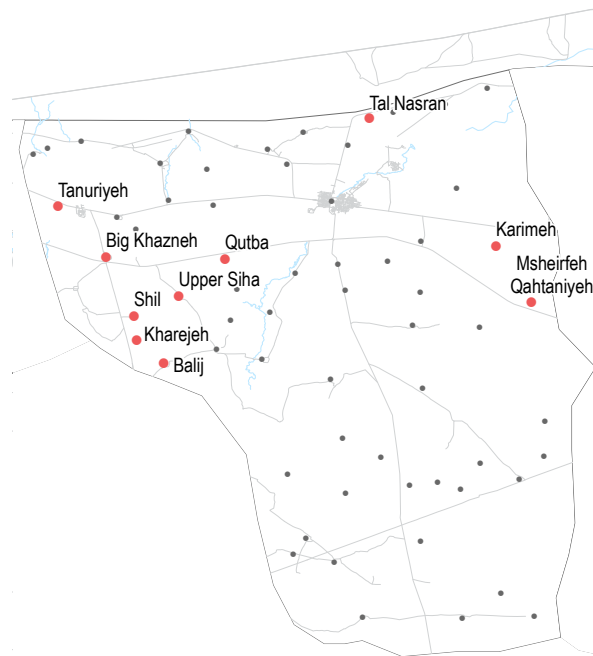 Tal Nasran
Tanuriyeh
Karimeh
Big Khazneh
Qutba
Msheirfeh
Qahtaniyeh
Upper Siha
Shil
Kharejeh
Balij